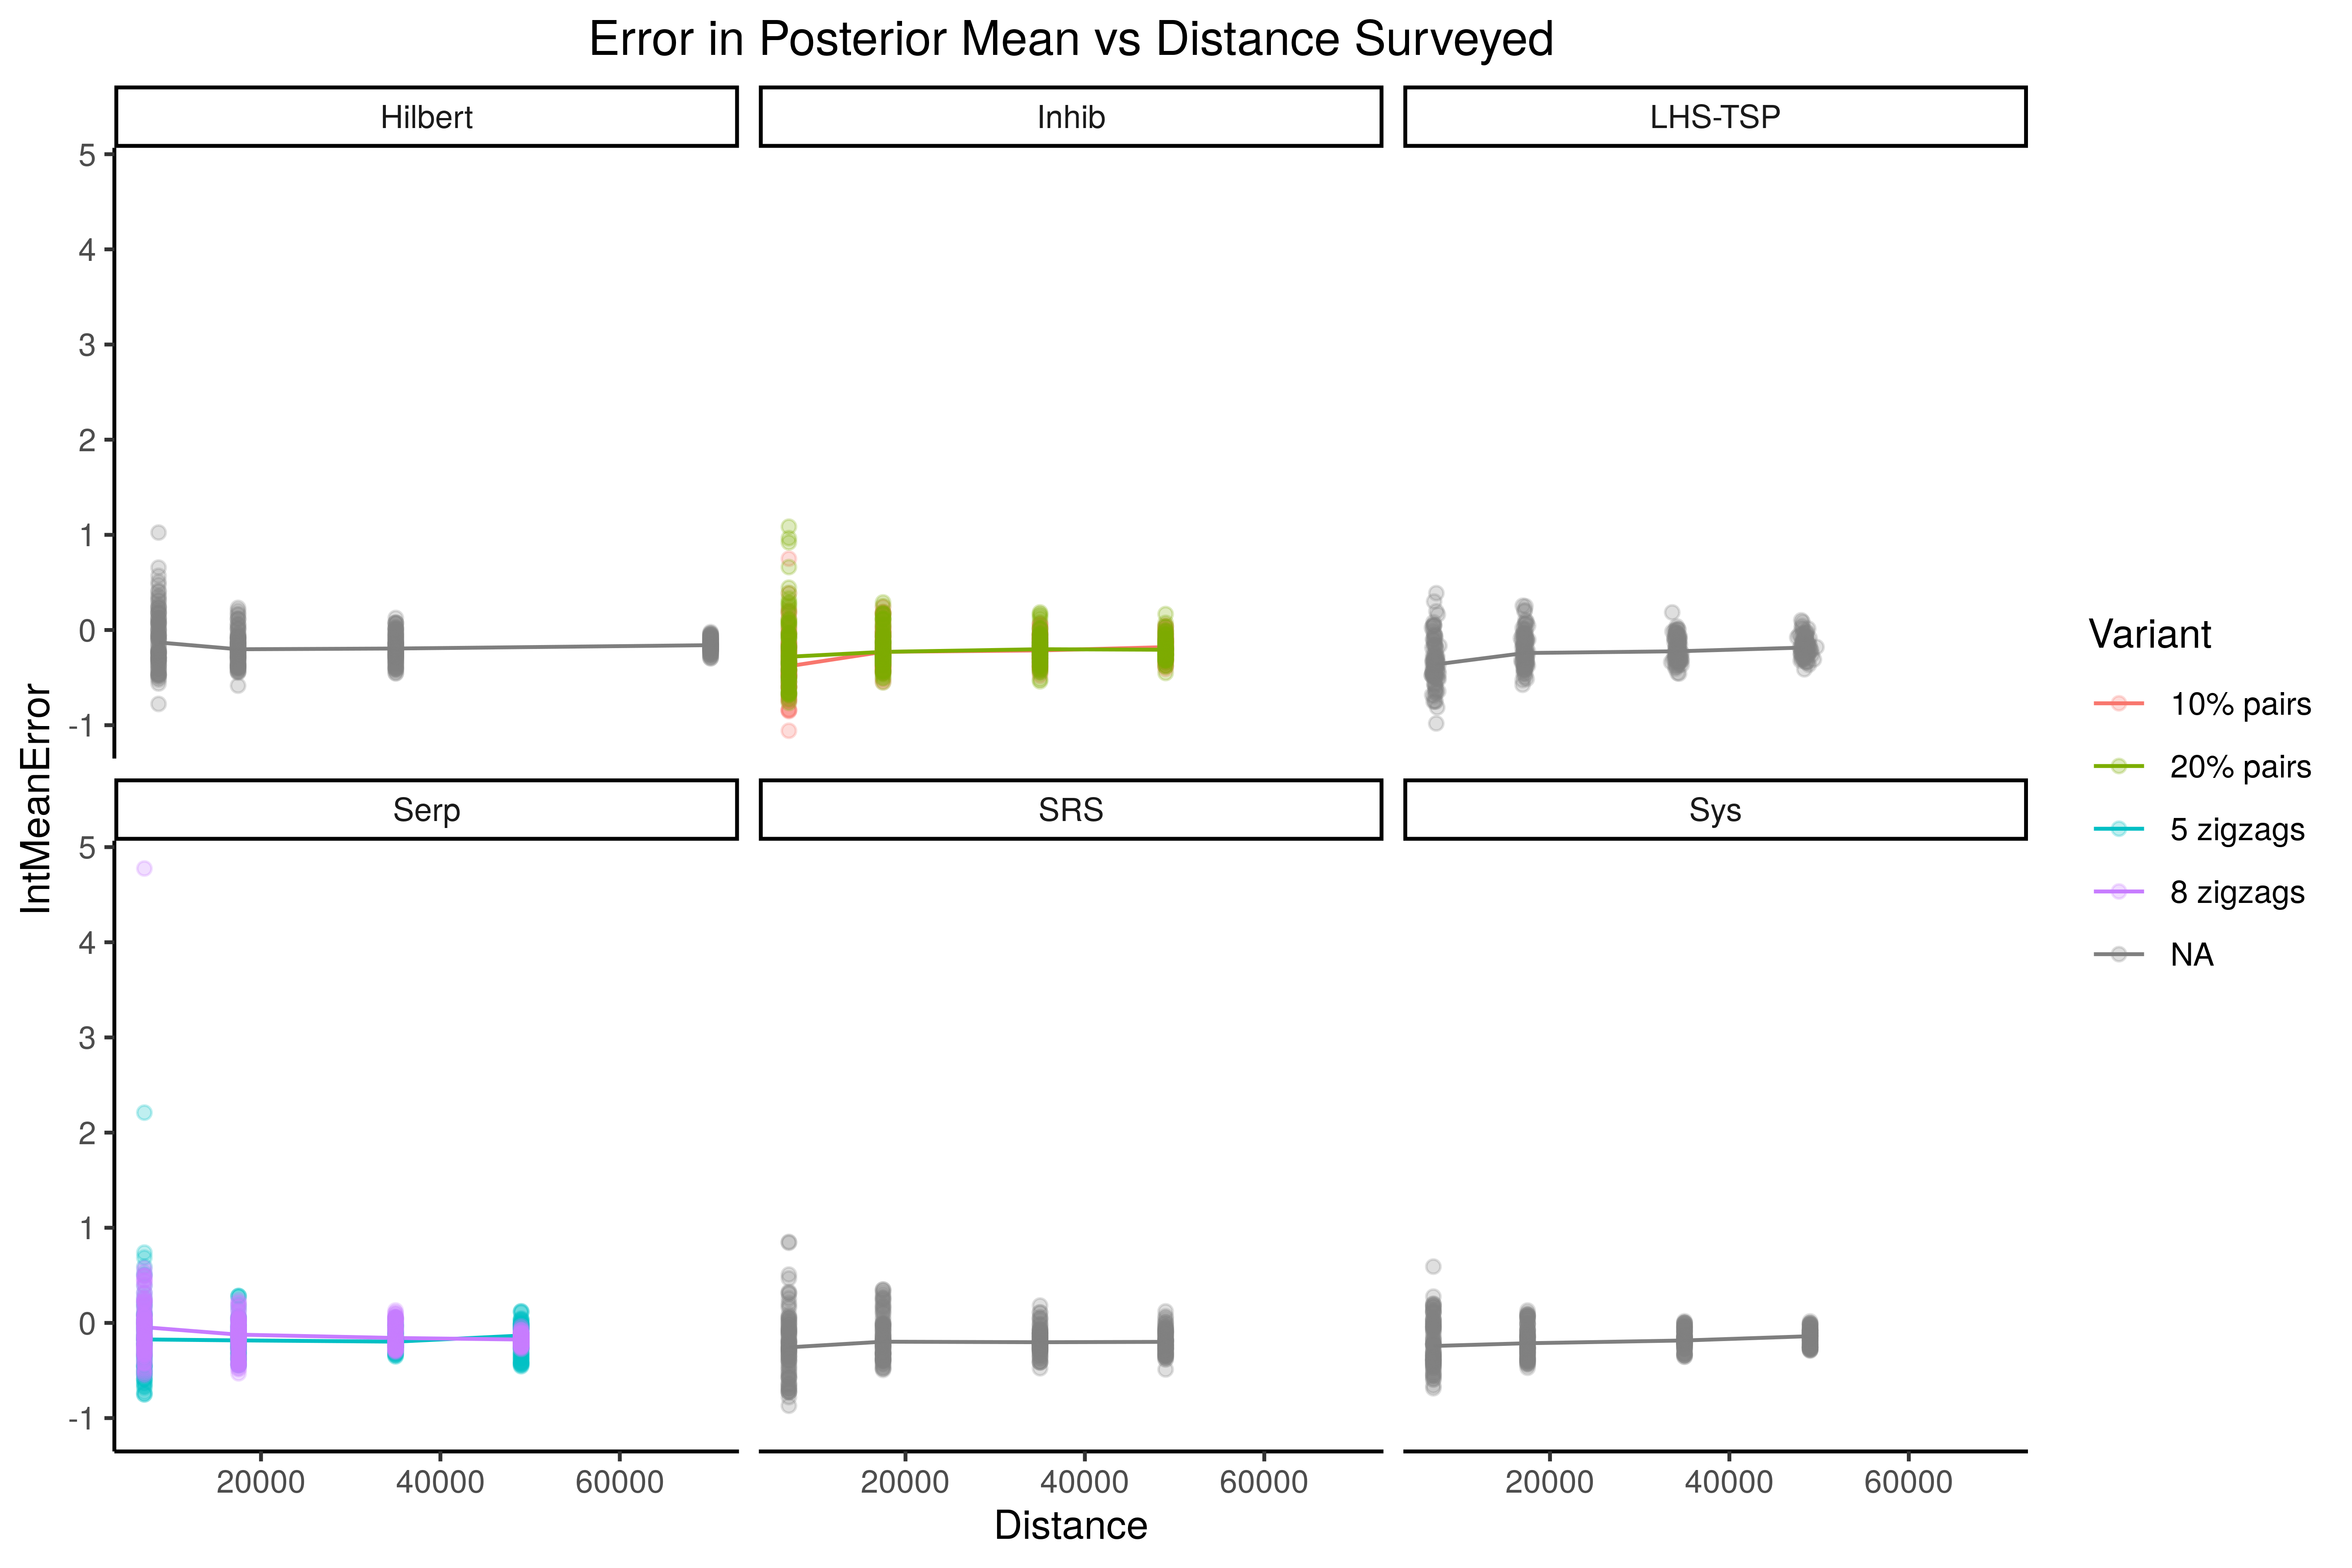 Error in Posterior Mean vs Distance Surveyed
Hilbert
Inhib
LHS-TSP
5
4
3
2
1
0
-1
Serp
SRS
Sys
5
4
3
2
1
0
-1
20000
40000
60000
20000
40000
60000
20000
40000
60000
Distance
IntMeanError
Variant
10% pairs
20% pairs
5 zigzags
8 zigzags
NA